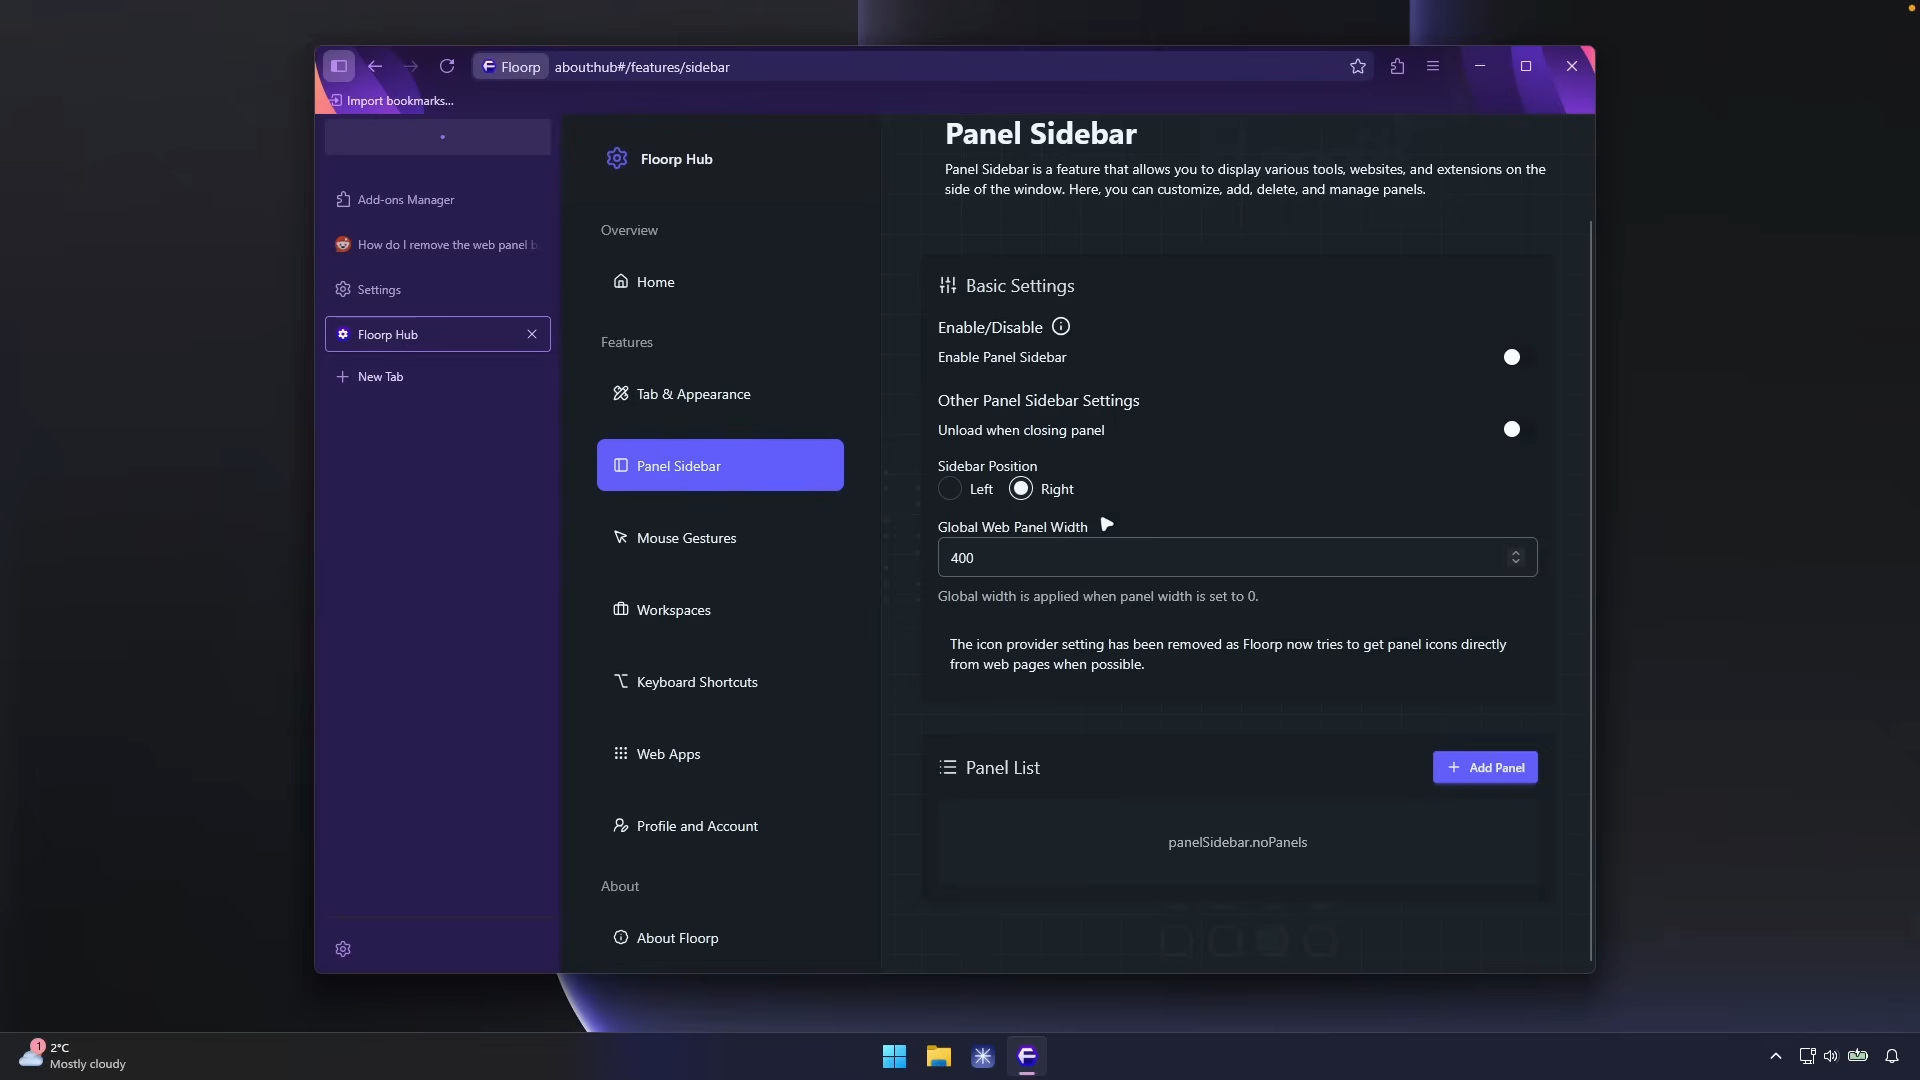 Floorp about:hub#/features/sidebar
Import bookmarks...
Add-ons Manager
How do I remove the web panel b
Settings
Floorp Hub
New Tab
Floorp Hub
Overview
Home
Features
Tab & Appearance
Panel Sidebar
Mouse Gestures
Workspaces
Keyboard Shortcuts
Web Apps
Profile and Account
About
About Floorp
Panel Sidebar
Panel Sidebar is a feature that allows you to display various tools, websites, and extensions on the
side of the window. Here, you can customize, add, delete, and manage panels.
Basic Settings
Enable/Disable
Enable Panel Sidebar
Other Panel Sidebar Settings
Unload when closing panel
Sidebar Position
Left Right
Global Web Panel Width
400
Global width is applied when panel width is set to 0.
The icon provider setting has been removed as Floorp now tries to get panel icons directly
from web pages when possible.
Panel List
Add Panel
panelSidebar.noPanels
1
2°C
Mostly cloudy